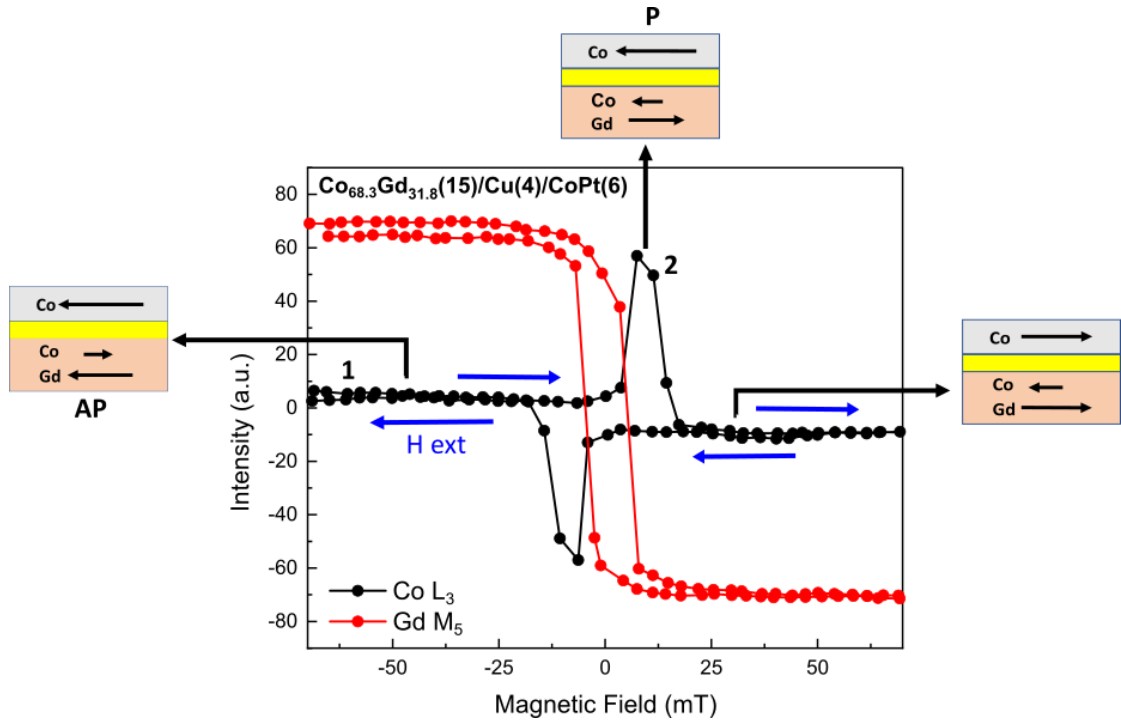 P
Co
Co
Gd
Co₆₈.₃Gd₃₁.₈(15)/Cu(4)/CoPt(6)
80
60
40
20
0
-20
-40
-60
-80
Intensity (a.u.)
2
1
H ext
Co
Co
Gd
AP
Co
Co
Gd
Co L₃
Gd M₅
-50
-25
0
25
50
Magnetic Field (mT)